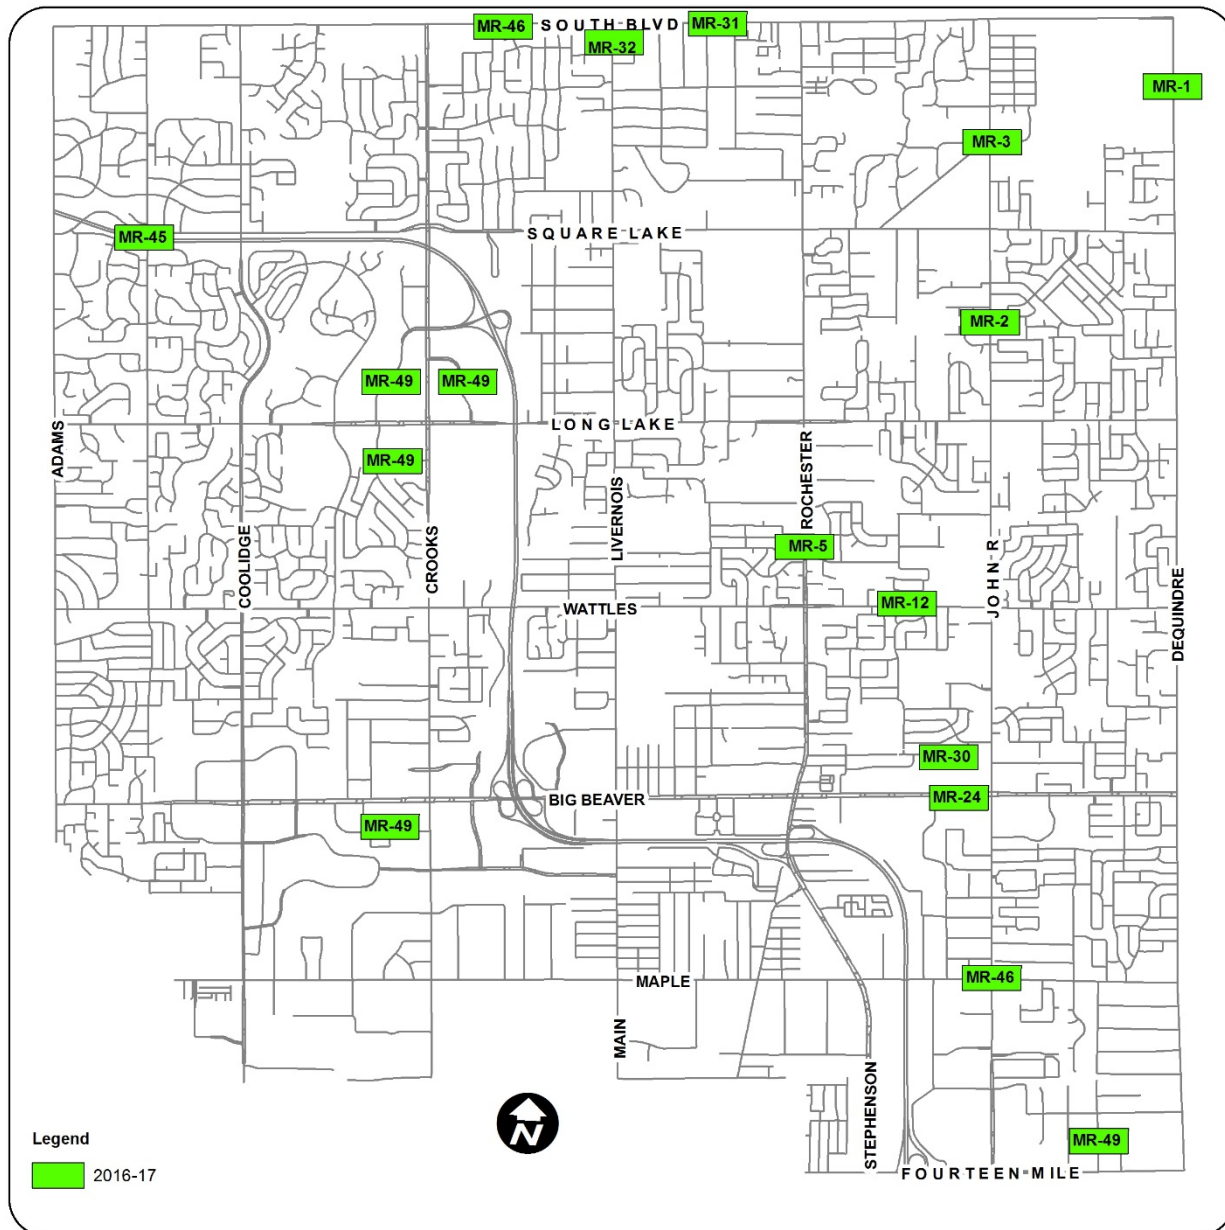 MR-46
SOUTH BLVD
MR-31
MR-32
MR-1
MR-3
SQUARE LAKE
MR-45
MR-2
MR-49
MR-49
LONG LAKE
ADAMS
MR-49
ROCHESTER
LIVERNOIS
COOLIDGE
CROOKS
MR-5
JOHN R
DEQUINDRE
MR-12
WATTLES
MR-30
BIG BEAVER
MR-24
MR-49
MAPLE
MR-46
MAIN
STEPHENSON
N
Legend
MR-49
2016-17
FOURTEEN MILE